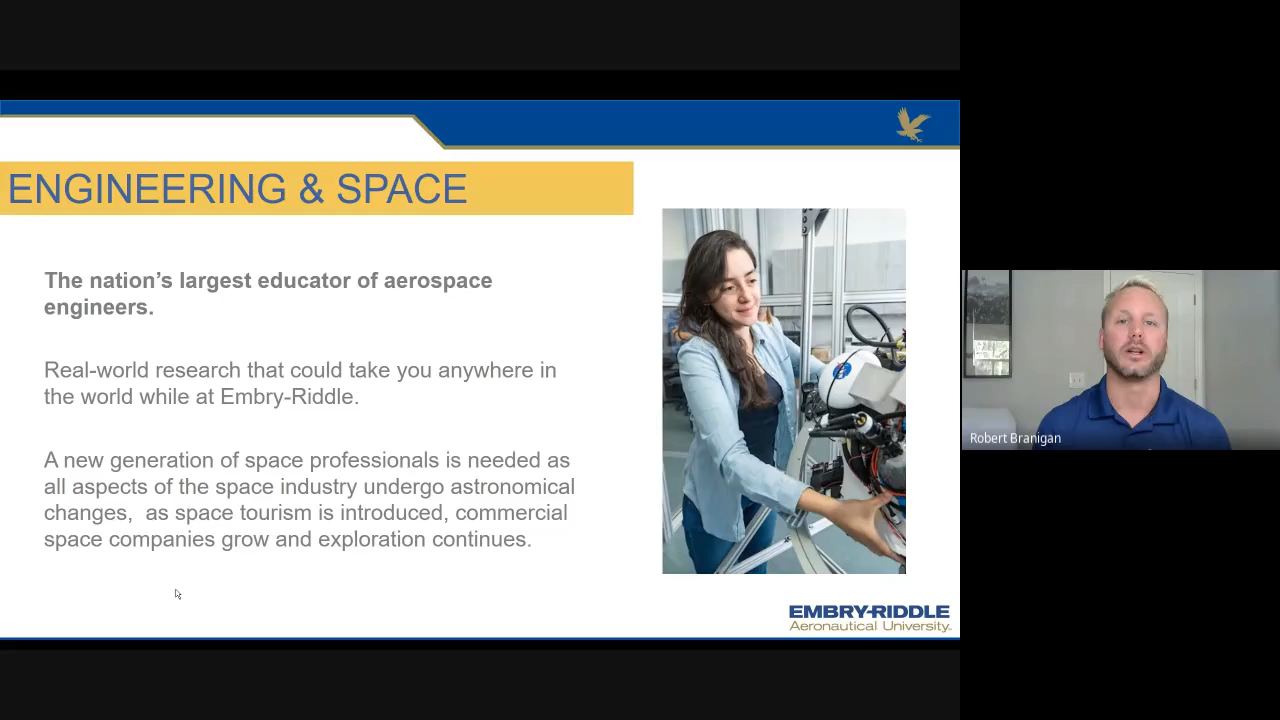 ENGINEERING & SPACE
The nation's largest educator of aerospace
engineers.
Real-world research that could take you anywhere in
the world while at Embry-Riddle.
A new generation of space professionals is needed as
all aspects of the space industry undergo astronomical
changes,  as space tourism is introduced, commercial
space companies grow and exploration continues.
EMBRY-RIDDLE
Aeronautical University
Robert Branigan